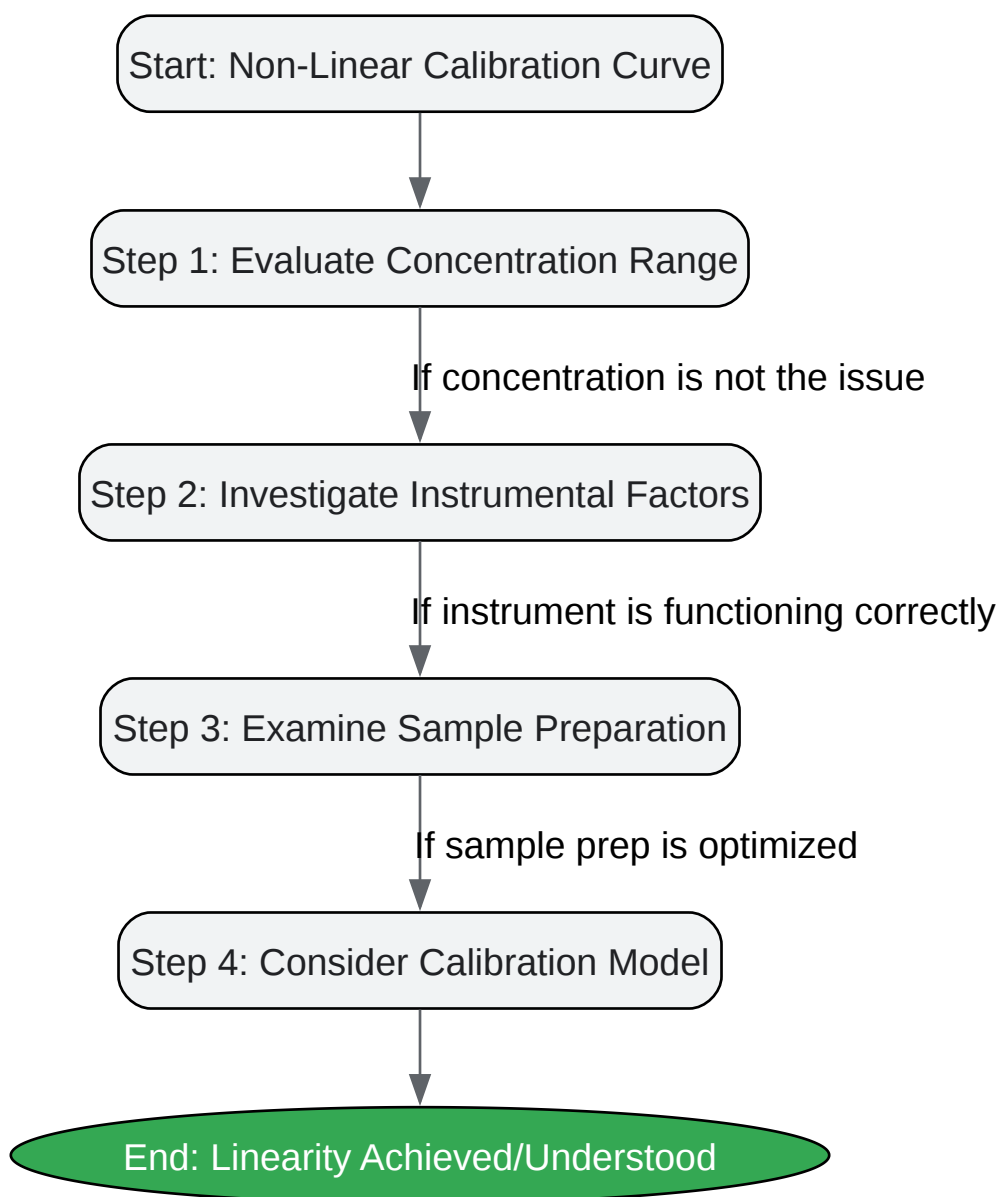 Start: Non-Linear Calibration Curve
Step 1: Evaluate Concentration Range
If concentration is not the issue
Step 2: Investigate Instrumental Factors
If instrument is functioning correctly
Step 3: Examine Sample Preparation
If sample prep is optimized
Step 4: Consider Calibration Model
End: Linearity Achieved/Understood